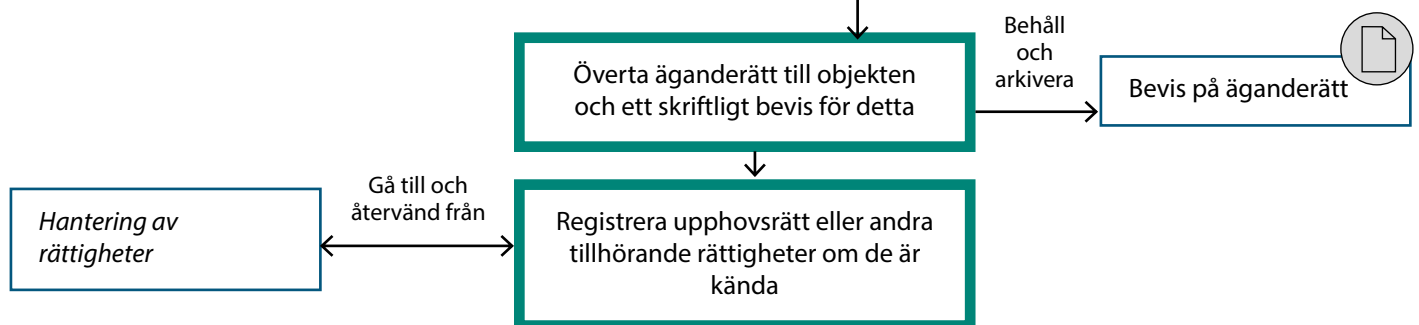 Behåll
och
arkivera
Överta äganderätt till objekten
och ett skriftligt bevis för detta
Bevis på äganderätt
Gå till och
återvänd från
Hantering av
rättigheter
Registrera upphovsrätt eller andra
tillhörande rättigheter om de är
kända